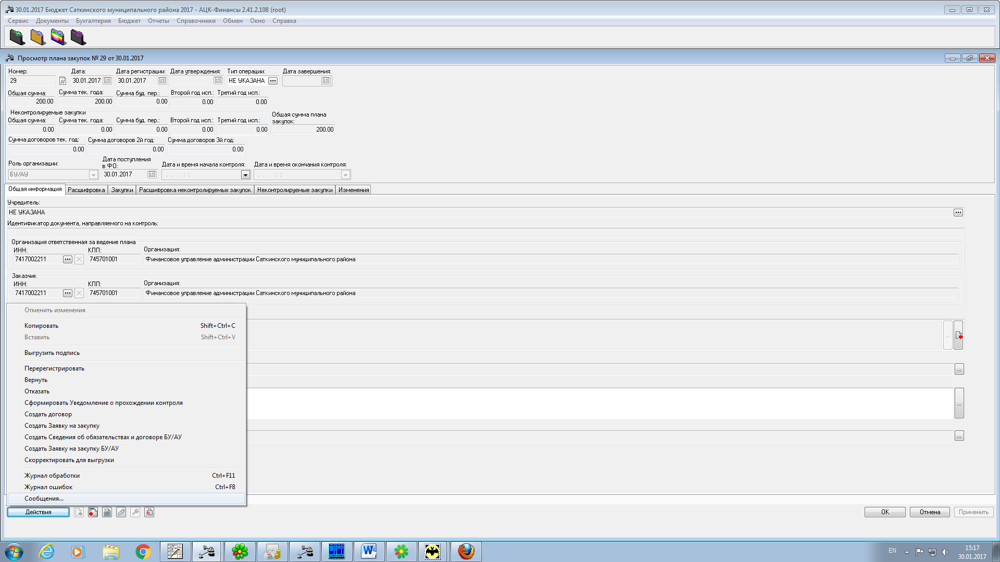 30.01.2017 Бюджет Саткинского муниципального района 2017 - АЦК-Финансы 2.41.2.108 (root)
Сервис Документы Бухгалтерия Бюджет Отчеты Справочники Обмен Окно Справка
Просмотр плана закупок № 29 от 30.01.2017
Номер: Дата: Дата регистрации: Дата утверждения: Тип операции: Дата завершения:
29 30.01.2017 15 30.01.2017 15 15 НЕ УКАЗАНА ... 15
Общая сумма: Сумма тек. года: Сумма буд. пер.: Второй год исп.: Третий год исп.:
200.00 200.00 0.00 0.00 0.00
Неконтролируемые закупки
Общая сумма: Сумма тек. года: Сумма буд. пер.: Второй год исп.: Третий год исп.: Общая сумма плана закупок:
0.00 0.00 0.00 0.00 0.00 200.00
Сумма договоров тек. год: Сумма договоров 2й год: Сумма договоров 3й год:
0.00 0.00 0.00
Роль организации: Дата поступления в ФО: Дата и время начала контроля: Дата и время окончания контроля:
БУ/АУ 30.01.2017 15 . . : : . . : :
Общая информация Расшифровка Закупки Расшифровка неконтролируемых закупок Неконтролируемые закупки Изменения
Учредитель:
НЕ УКАЗАНА ...
Идентификатор документа, направляемого на контроль:
Организация ответственная за ведение плана
ИНН: КПП: Организация:
7417002211 ... 745701001 Финансовое управление администрации Саткинского муниципального района
Заказчик
ИНН: КПП: Организация:
7417002211 ... 745701001 Финансовое управление администрации Саткинского муниципального района
Отменить изменения
Копировать Shift+Ctrl+C
Вставить Shift+Ctrl+V
Выгрузить подпись
Перерегистрировать
Вернуть
Отказать
Сформировать Уведомление о прохождении контроля
Создать договор
Создать Заявку на закупку
Создать Сведения об обязательствах и договоре БУ/АУ
Создать Заявку на закупку БУ/АУ
Скорректировать для выгрузки
Журнал обработки Ctrl+F11
Журнал ошибок Ctrl+F8
Сообщения...
Действия OK Отмена Применить
EN 15:17
30.01.2017